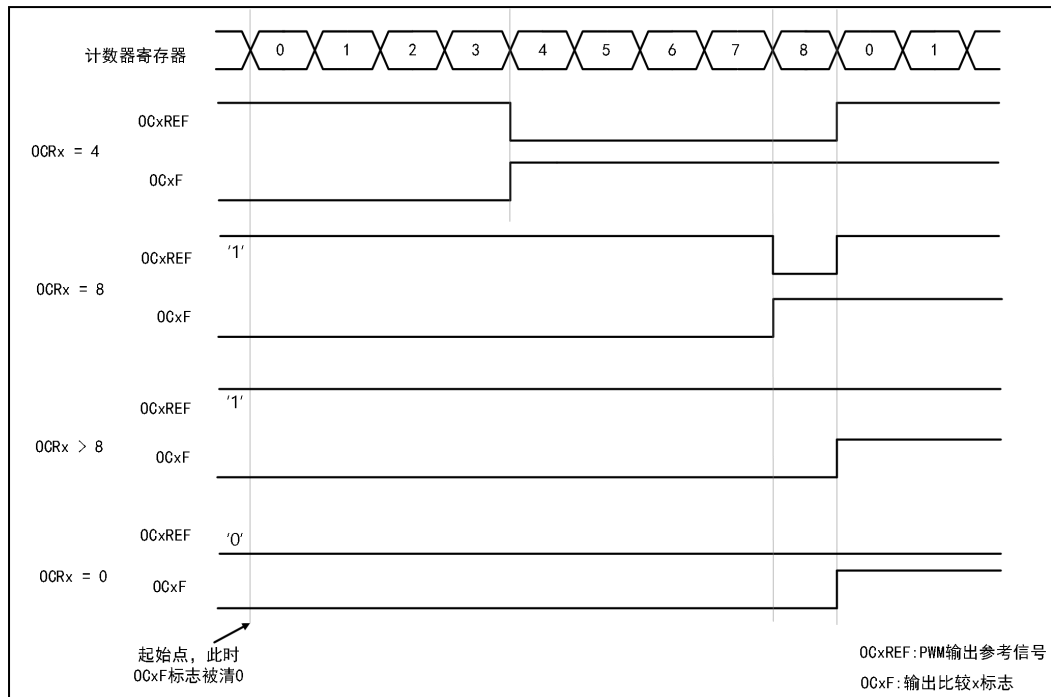 计数器寄存器 0 1 2 3 4 5 6 7 8 0 1
OCxREF
OCRx = 4
OCxF
OCxREF '1'
OCRx = 8
OCxF
OCxREF '1'
OCRx > 8
OCxF
OCxREF '0'
OCRx = 0
OCxF
起始点，此时
OCxF标志被清0
OCxREF:PWM输出参考信号
OCxF:输出比较x标志